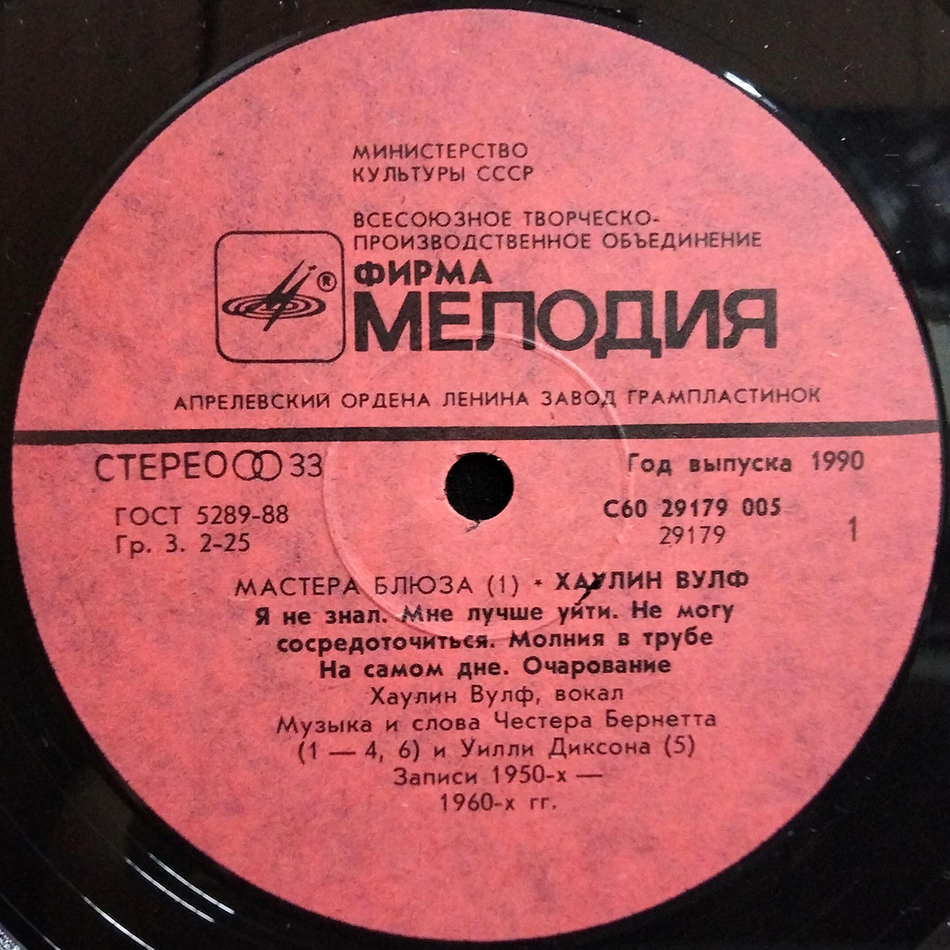 МИНИСТЕРСТВО
КУЛЬТУРЫ СССР
ВСЕСОЮЗНОЕ ТВОРЧЕСКО-
ПРОИЗВОДСТВЕННОЕ ОБЪЕДИНЕНИЕ
ФИРМА
®
МЕЛОДИЯ
АПРЕЛЕВСКИЙ ОРДЕНА ЛЕНИНА ЗАВОД ГРАМПЛАСТИНОК
СТЕРЕО 33
Год выпуска 1990
ГОСТ 5289-88
С60 29179 005
Гр. 3. 2-25
29179
1
МАСТЕРА БЛЮЗА (1) • ХАУЛИН ВУЛФ
Я не знал. Мне лучше уйти. Не могу
сосредоточиться. Молния в трубе
На самом дне. Очарование
Хаулин Вулф, вокал
Музыка и слова Честера Бернетта
(1 — 4, 6) и Уилли Диксона (5)
Записи 1950-х —
1960-х гг.